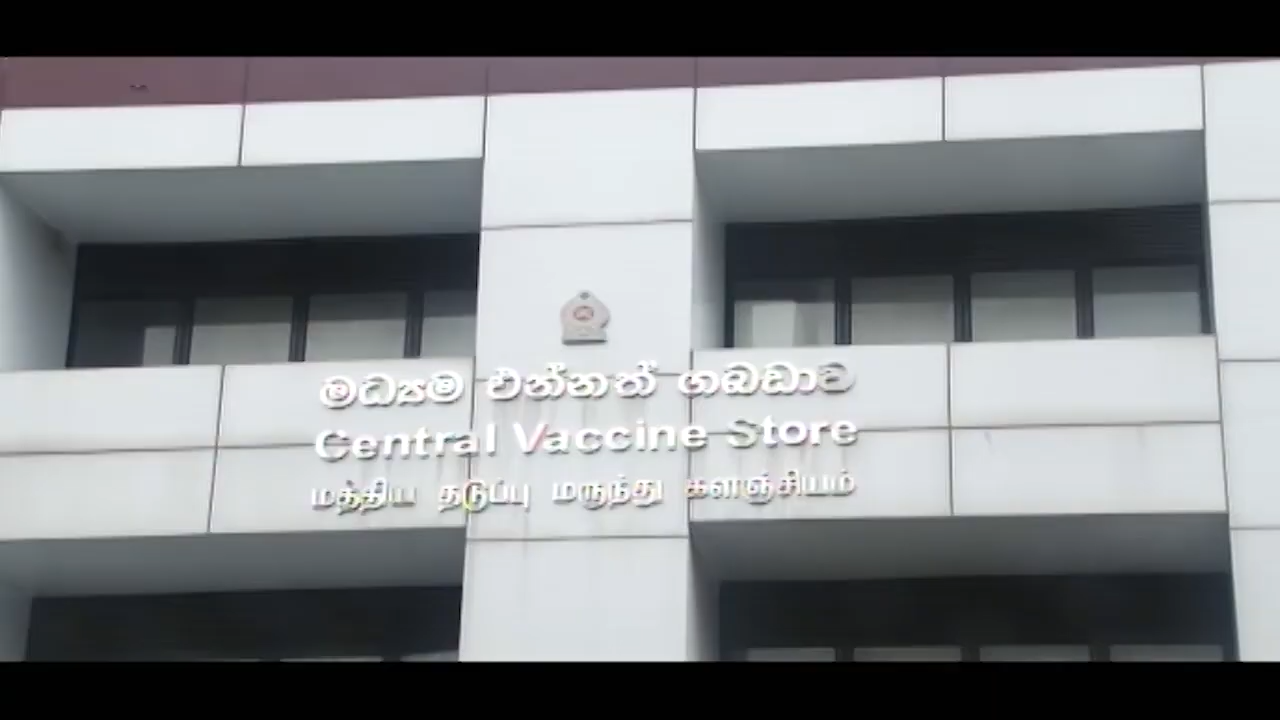 මධ්‍යම එන්නත් ගබඩාව
Central Vaccine Store
மத்திய தடுப்பு மருந்து களஞ்சியம்